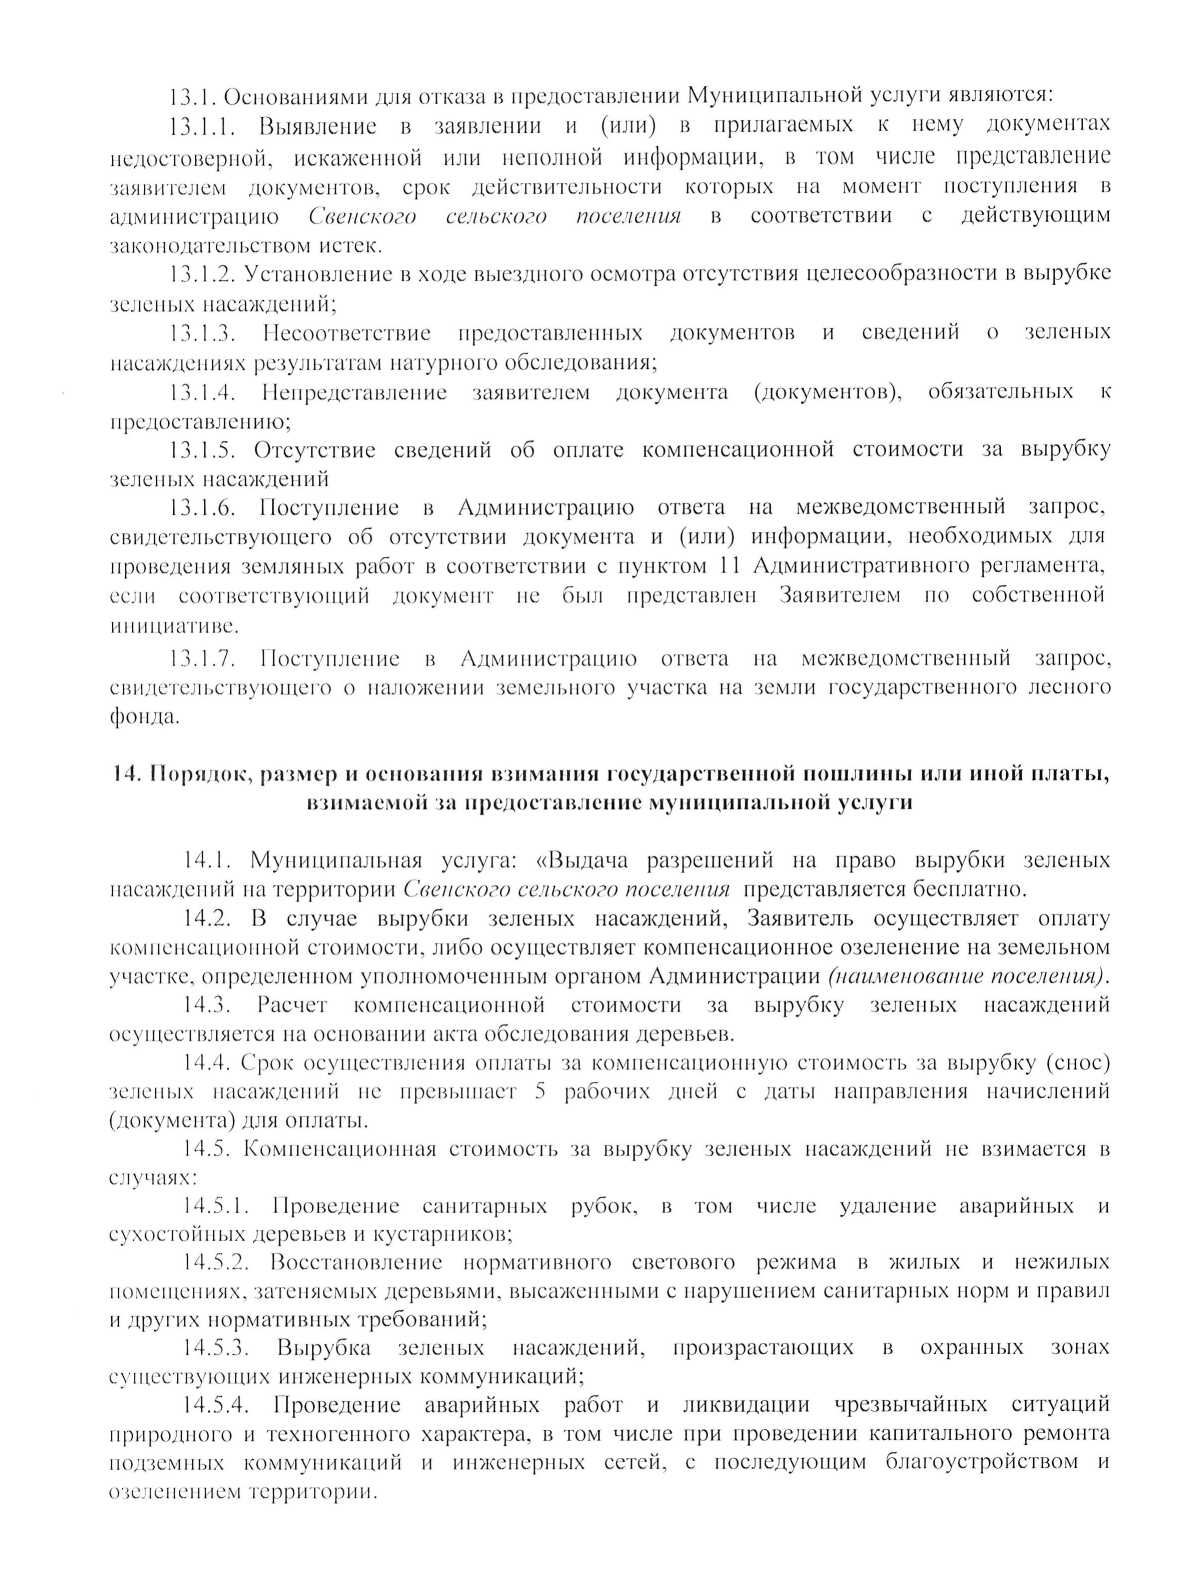 13.1. Основаниями для отказа в предоставлении Муниципальной услуги являются:
13.1.1. Выявление в заявлении и (или) в прилагаемых к нему документах
недостоверной, искаженной или неполной информации, в том числе представление
заявителем документов, срок действительности которых на момент поступления в
администрацию Свенского сельского поселения в соответствии с действующим
законодательством истек.
13.1.2. Установление в ходе выездного осмотра отсутствия целесообразности в вырубке
зеленых насаждений;
13.1.3. Несоответствие предоставленных документов и сведений о зеленых
насаждениях результатам натурного обследования;
13.1.4. Непредставление заявителем документа (документов), обязательных к
предоставлению;
13.1.5. Отсутствие сведений об оплате компенсационной стоимости за вырубку
зеленых насаждений
13.1.6. Поступление в Администрацию ответа на межведомственный запрос,
свидетельствующего об отсутствии документа и (или) информации, необходимых для
проведения земляных работ в соответствии с пунктом 11 Административного регламента,
если соответствующий документ не был представлен Заявителем по собственной
инициативе.
13.1.7. Поступление в Администрацию ответа на межведомственный запрос,
свидетельствующего о наложении земельного участка на земли государственного лесного
фонда.
14. Порядок, размер и основания взимания государственной пошлины или иной платы,
взимаемой за предоставление муниципальной услуги
14.1. Муниципальная услуга: «Выдача разрешений на право вырубки зеленых
насаждений на территории Свенского сельского поселения представляется бесплатно.
14.2. В случае вырубки зеленых насаждений, Заявитель осуществляет оплату
компенсационной стоимости, либо осуществляет компенсационное озеленение на земельном
участке, определенном уполномоченным органом Администрации (наименование поселения).
14.3. Расчет компенсационной стоимости за вырубку зеленых насаждений
осуществляется на основании акта обследования деревьев.
14.4. Срок осуществления оплаты за компенсационную стоимость за вырубку (снос)
зеленых насаждений не превышает 5 рабочих дней с даты направления начислений
(документа) для оплаты.
14.5. Компенсационная стоимость за вырубку зеленых насаждений не взимается в
случаях:
14.5.1. Проведение санитарных рубок, в том числе удаление аварийных и
сухостойных деревьев и кустарников;
14.5.2. Восстановление нормативного светового режима в жилых и нежилых
помещениях, затеняемых деревьями, высаженными с нарушением санитарных норм и правил
и других нормативных требований;
14.5.3. Вырубка зеленых насаждений, произрастающих в охранных зонах
существующих инженерных коммуникаций;
14.5.4. Проведение аварийных работ и ликвидации чрезвычайных ситуаций
природного и техногенного характера, в том числе при проведении капитального ремонта
подземных коммуникаций и инженерных сетей, с последующим благоустройством и
озеленением территории.